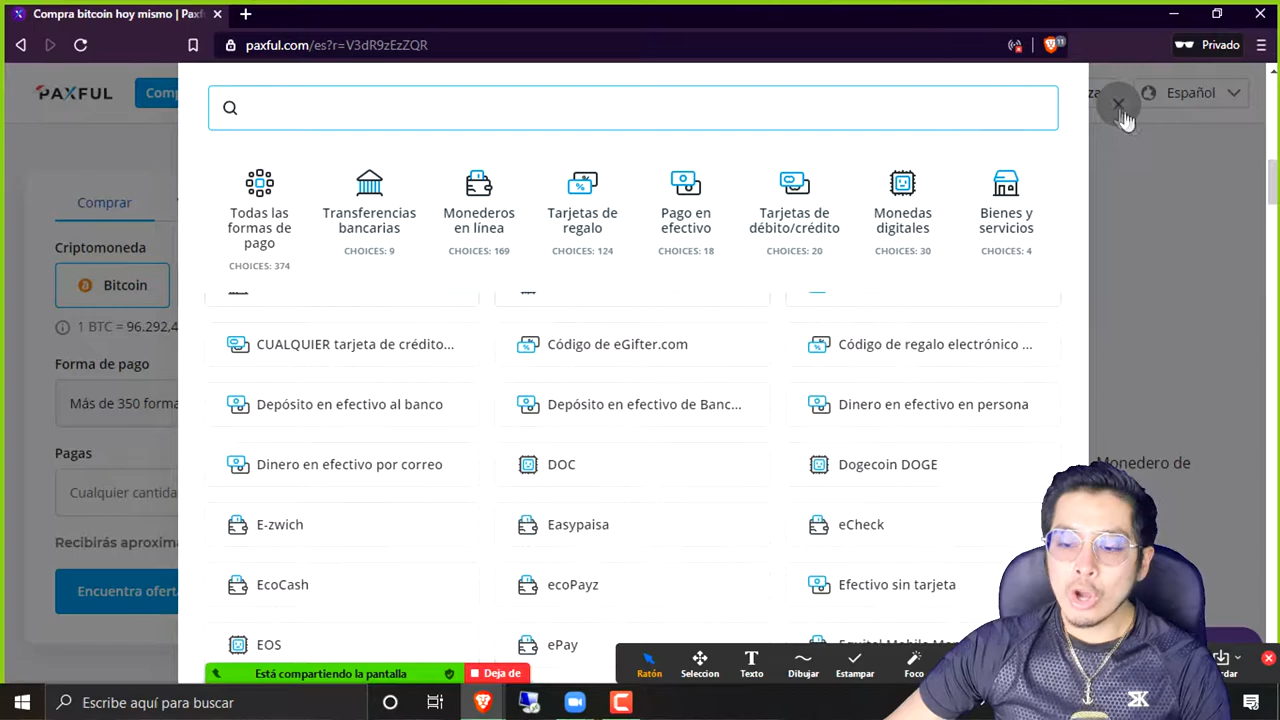 Compra bitcoin hoy mismo | Paxf
paxful.com/es?r=V3dR9zEzZQR
11
Privado
PAXFUL
Español
Todas las formas de pago
CHOICES: 374
Transferencias bancarias
CHOICES: 9
Monederos en línea
CHOICES: 169
Tarjetas de regalo
CHOICES: 124
Pago en efectivo
CHOICES: 18
Tarjetas de débito/crédito
CHOICES: 20
Monedas digitales
CHOICES: 30
Bienes y servicios
CHOICES: 4
Comprar
Criptomoneda
Bitcoin
1 BTC = 96.292,4
Forma de pago
Más de 350 forma
Pagas
Cualquier cantida
Recibirás aproxima
Encuentra ofert
CUALQUIER tarjeta de crédito...
Código de eGifter.com
Código de regalo electrónico ...
Depósito en efectivo al banco
Depósito en efectivo de Banc...
Dinero en efectivo en persona
Dinero en efectivo por correo
DOC
Dogecoin DOGE
E-zwich
Easypaisa
eCheck
EcoCash
ecoPayz
Efectivo sin tarjeta
EOS
ePay
Monedero de
Está compartiendo la pantalla
Deja de
Ratón
Seleccion
Texto
Dibujar
Estampar
Foco
Escribe aquí para buscar